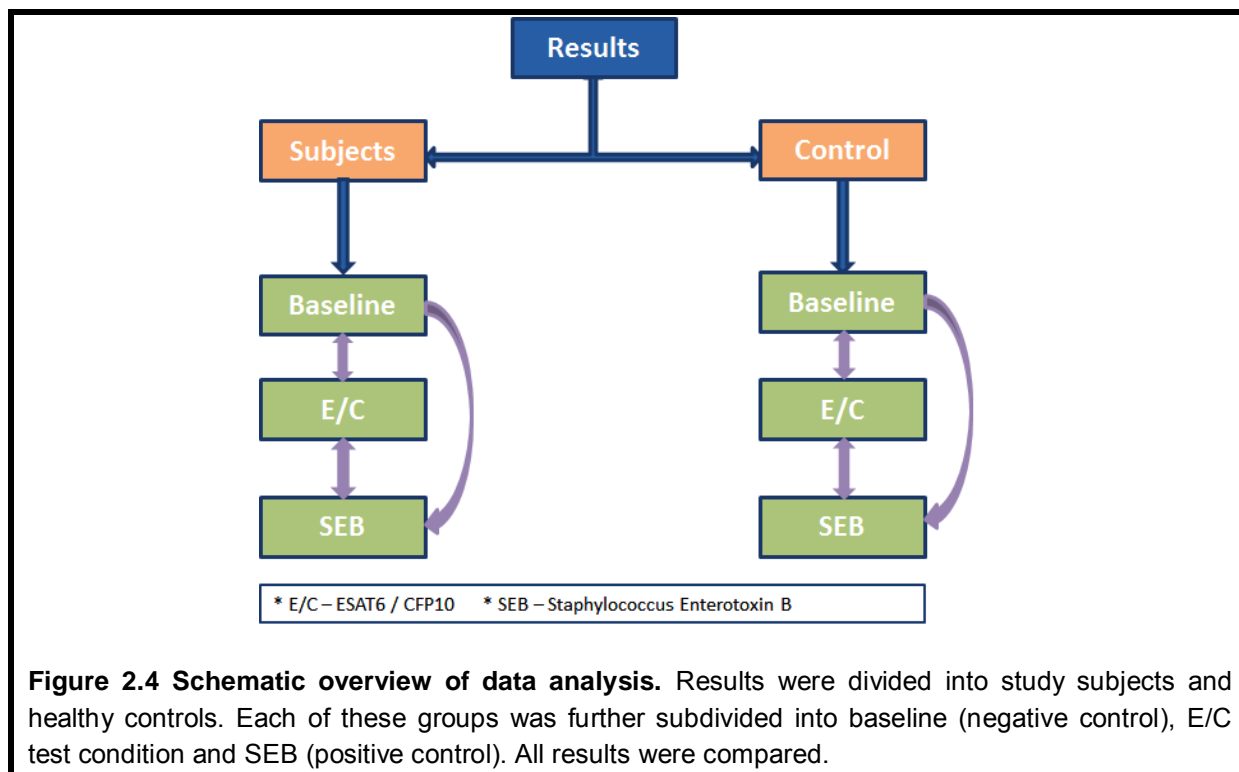 Results
Subjects
Control
Baseline
Baseline
E/C
E/C
SEB
SEB
* E/C – ESAT6 / CFP10 * SEB – Staphylococcus Enterotoxin B
Figure 2.4 Schematic overview of data analysis. Results were divided into study subjects and
healthy controls. Each of these groups was further subdivided into baseline (negative control), E/C
test condition and SEB (positive control). All results were compared.